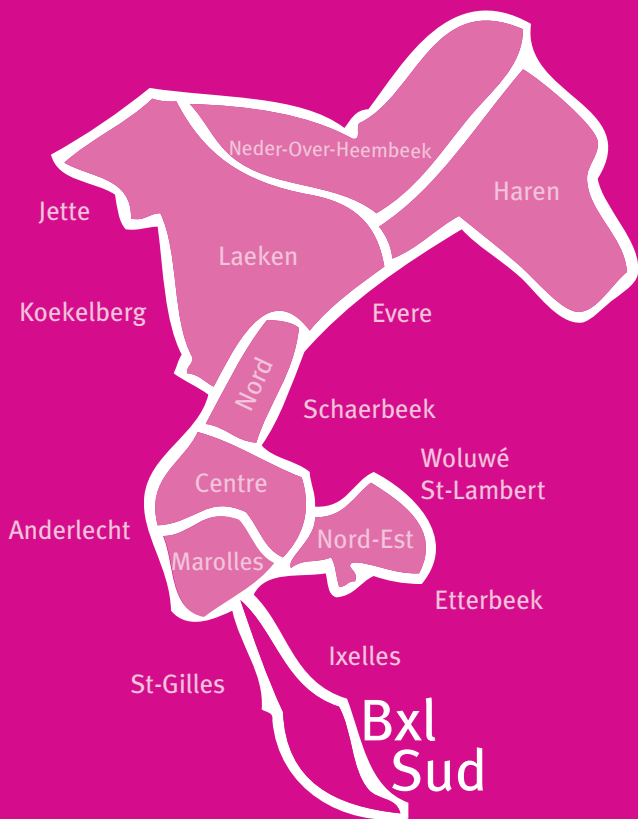 Neder-Over-Heembeek
Haren
Jette
Laeken
Koekelberg
Evere
Nord
Schaerbeek
Woluwé
St-Lambert
Centre
Anderlecht
Nord-Est
Marolles
Etterbeek
Ixelles
St-Gilles
Bxl
Sud